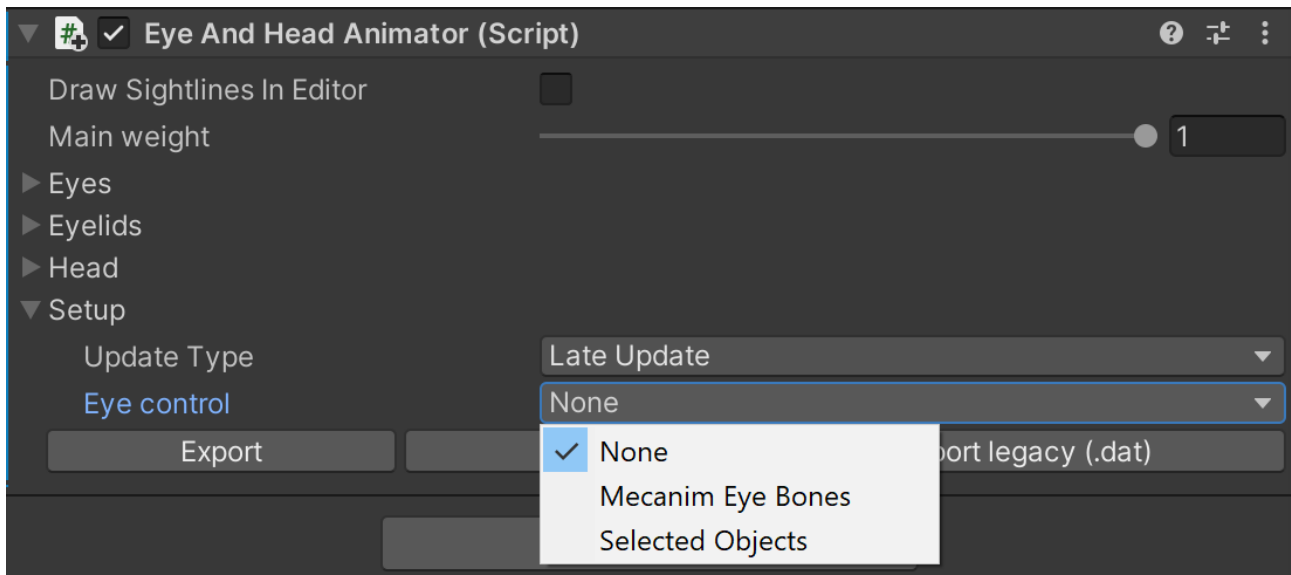 Eye And Head Animator (Script)
Draw Sightlines In Editor
Main weight 1
Eyes
Eyelids
Head
Setup
Update Type Late Update
Eye control None
Export legacy (.dat)
None
Mecanim Eye Bones
Selected Objects